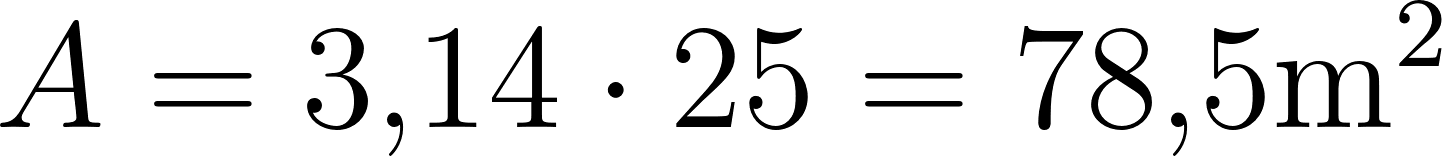 A = 3,14 · 25 = 78,5m²